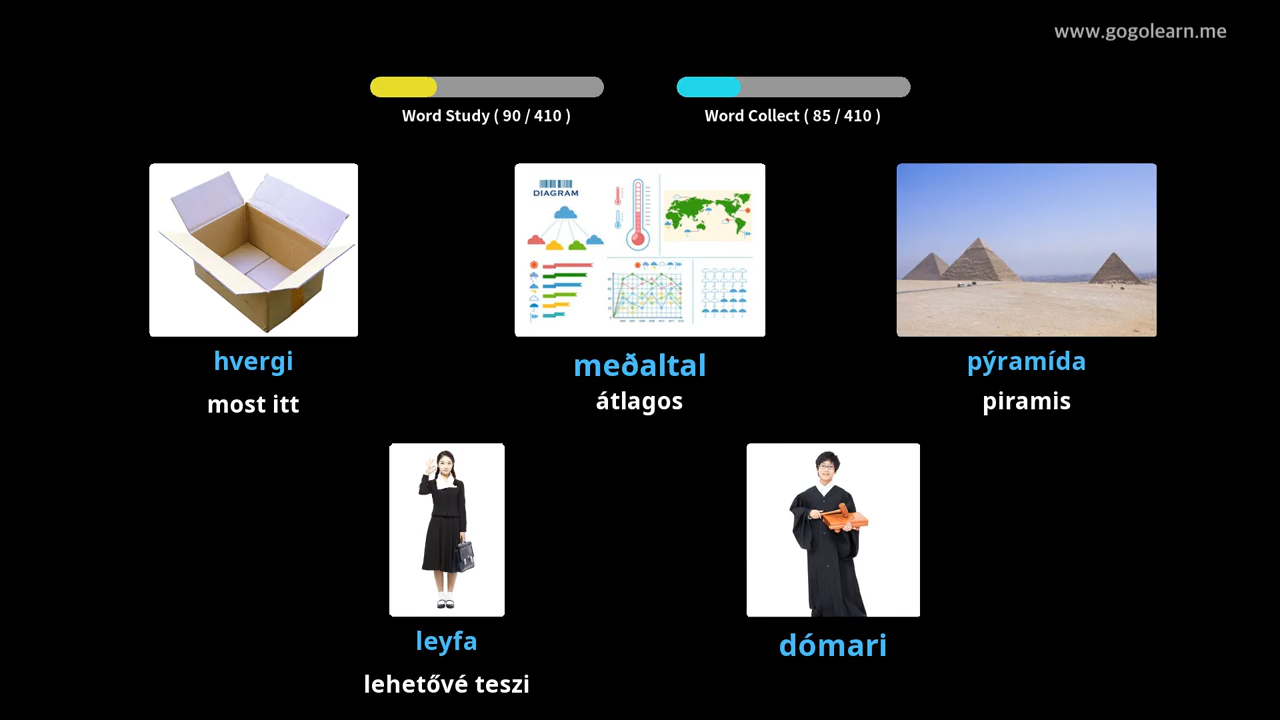 www.gogolearn.me
Word Study ( 90 / 410 )
Word Collect ( 85 / 410 )
DIAGRAM
hvergi
most itt
meðaltal
átlagos
pýramída
piramis
leyfa
lehetővé teszi
dómari